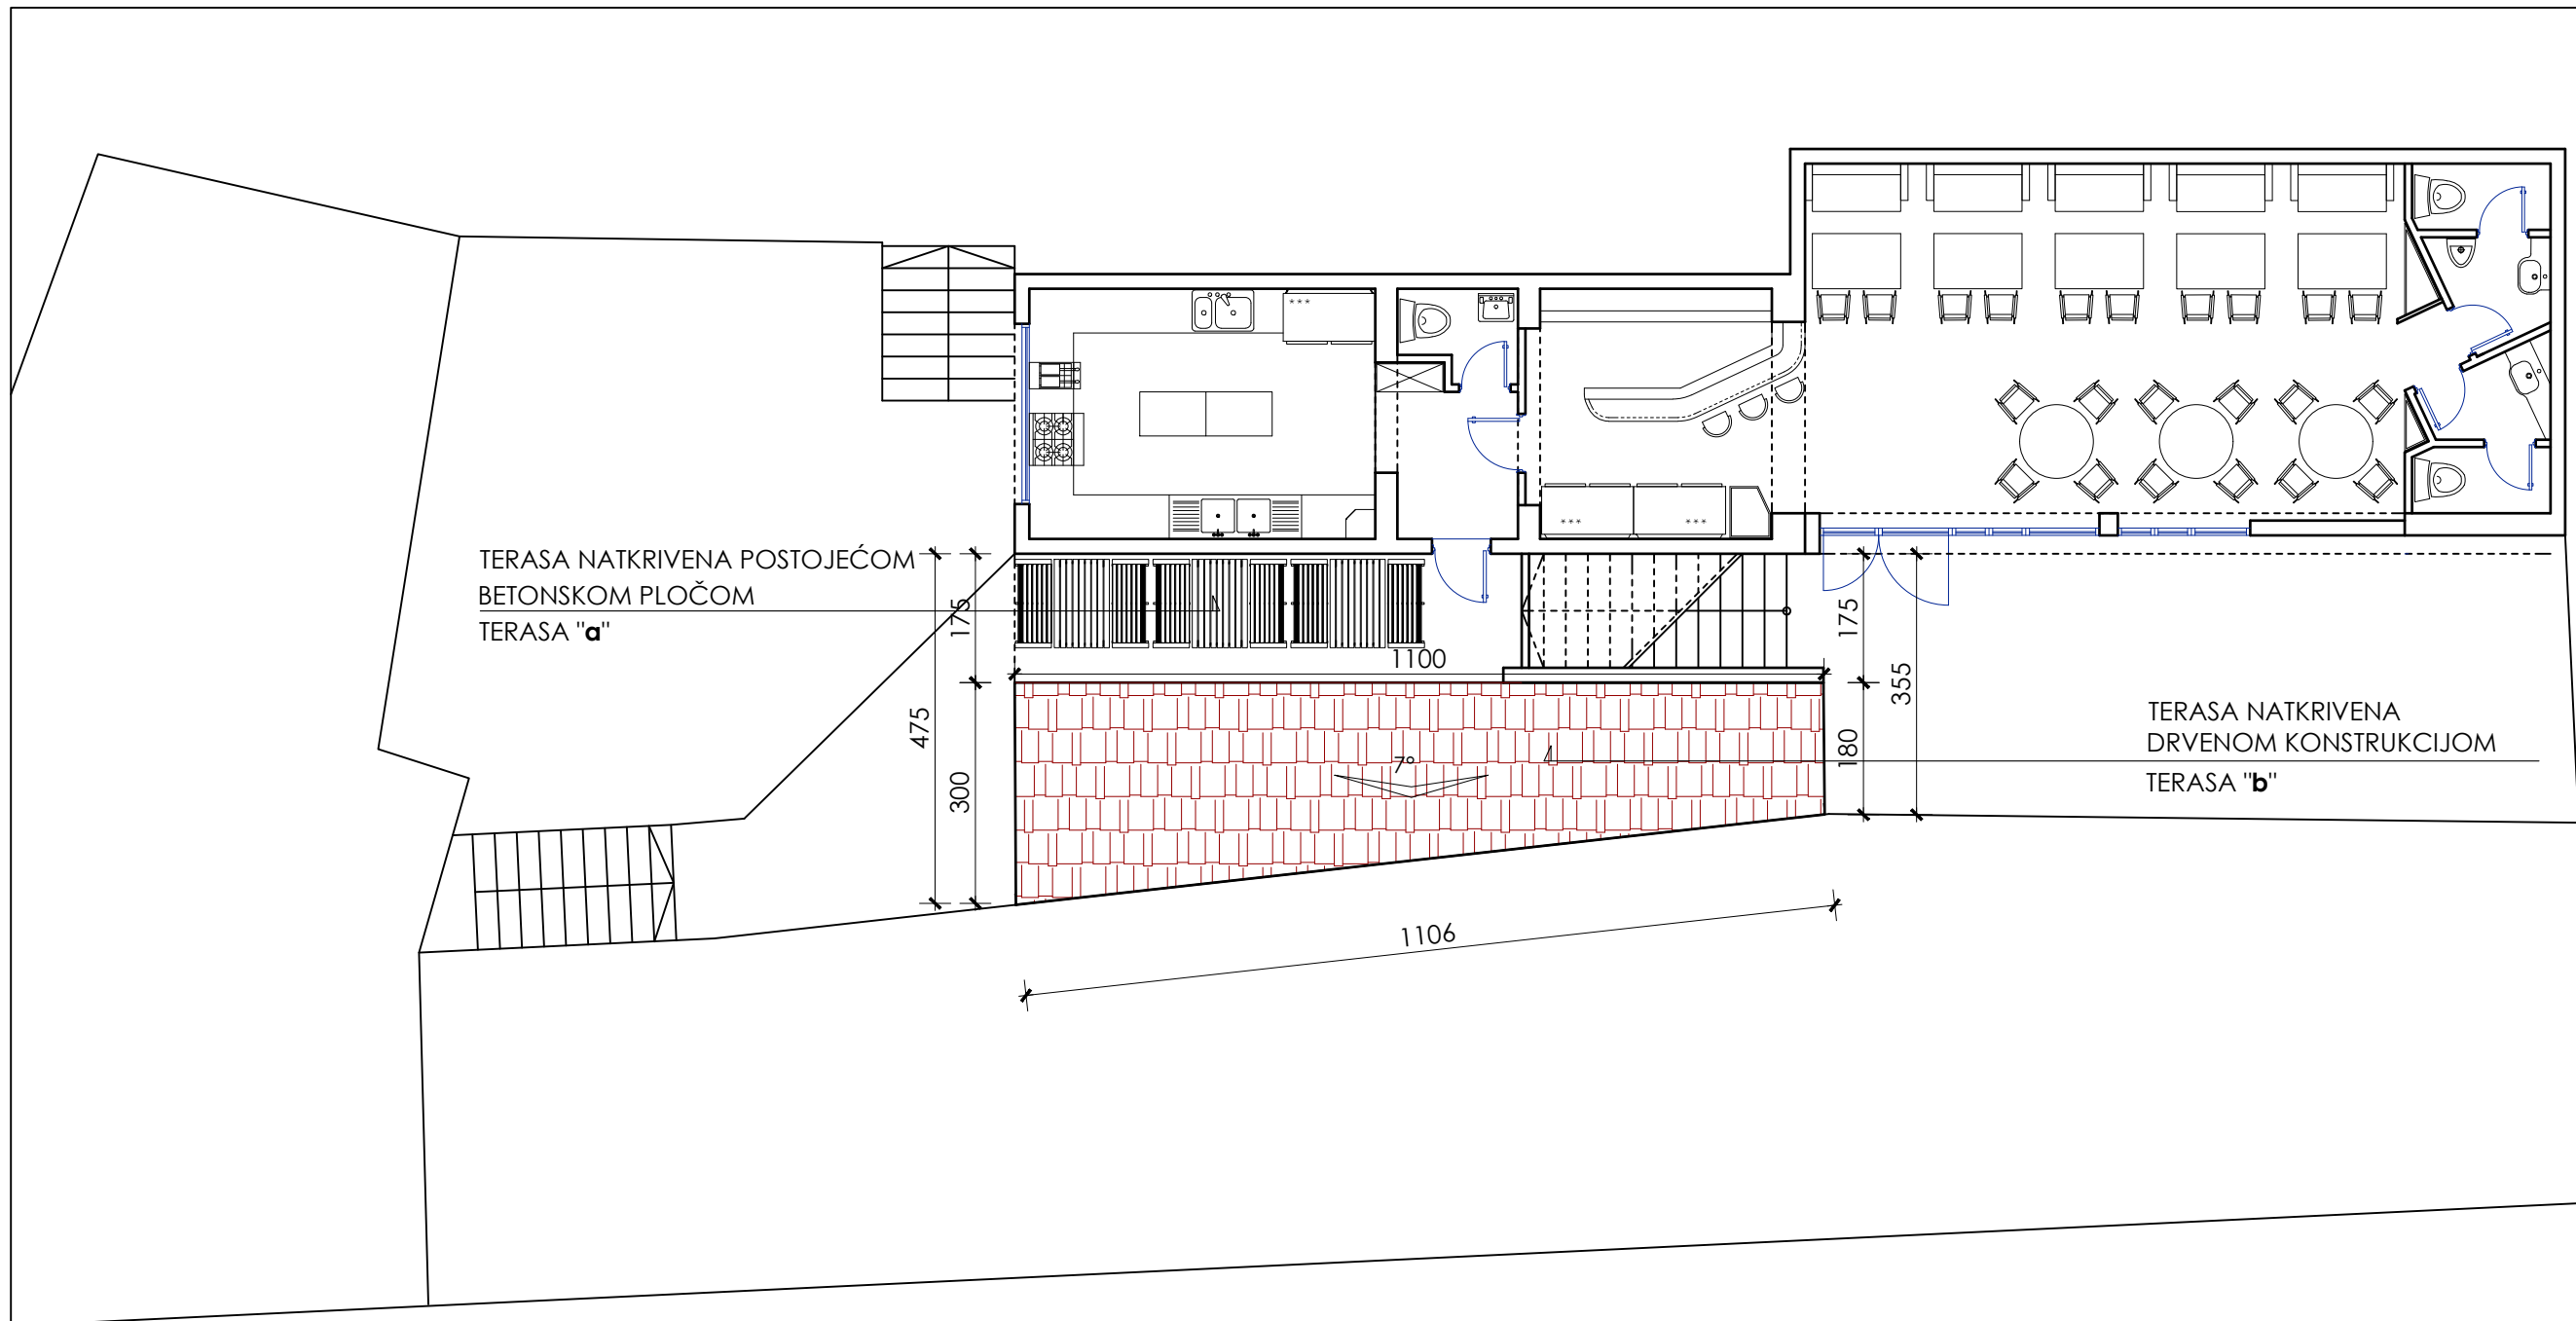 ***
***
***
TERASA NATKRIVENA POSTOJEĆOM
BETONSKOM PLOČOM
TERASA "a"
175
1100
175
355
475
300
180
7°
TERASA NATKRIVENA
DRVENOM KONSTRUKCIJOM
TERASA "b"
1106